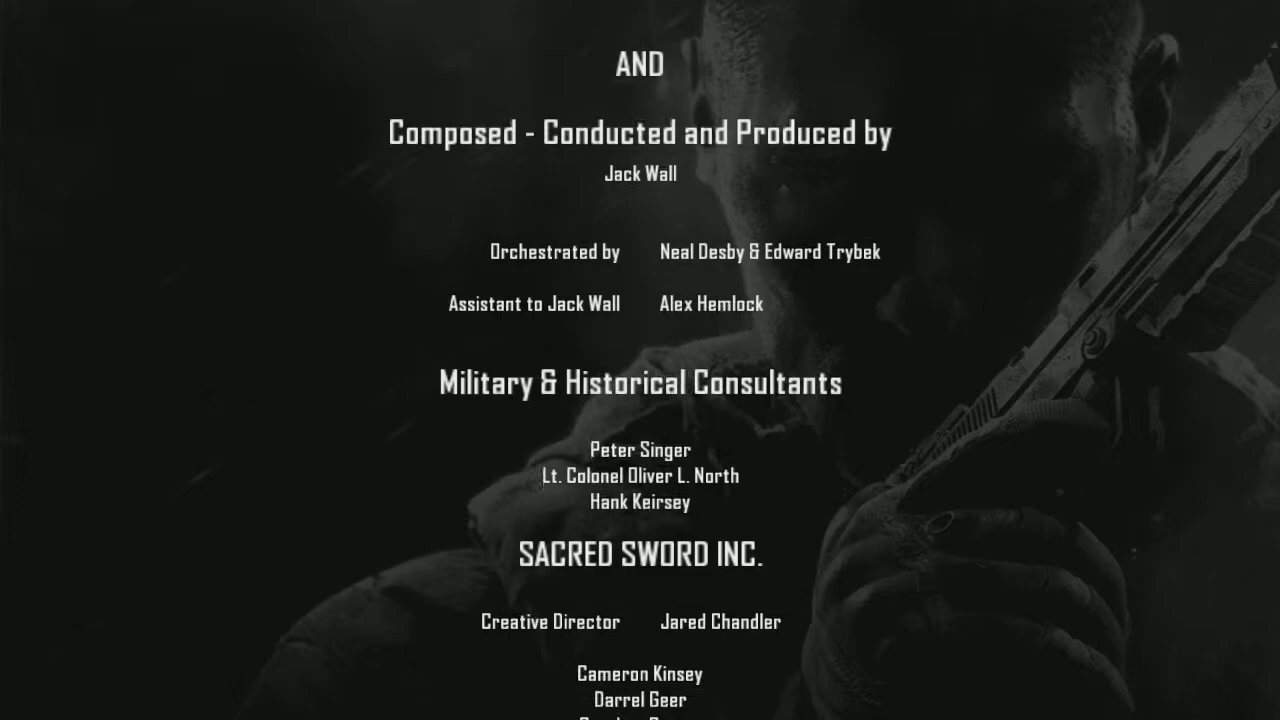 AND
Composed - Conducted and Produced by
Jack Wall
Orchestrated by Neal Desby & Edward Trybek
Assistant to Jack Wall Alex Hemlock
Military & Historical Consultants
Peter Singer
Lt. Colonel Oliver L. North
Hank Keirsey
SACRED SWORD INC.
Creative Director Jared Chandler
Cameron Kinsey
Darrel Geer